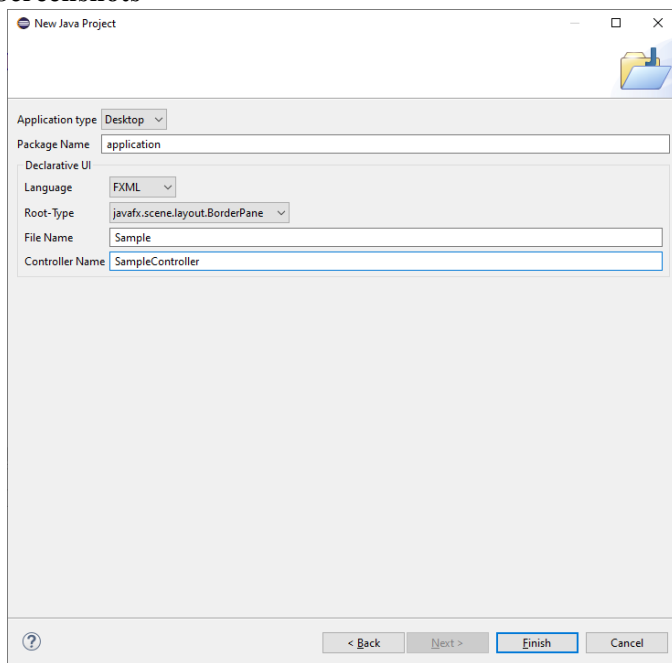 Screenshots
New Java Project
Application type Desktop
Package Name application
Declarative UI
Language FXML
Root-Type javafx.scene.layout.BorderPane
File Name Sample
Controller Name SampleController
< Back Next > Finish Cancel